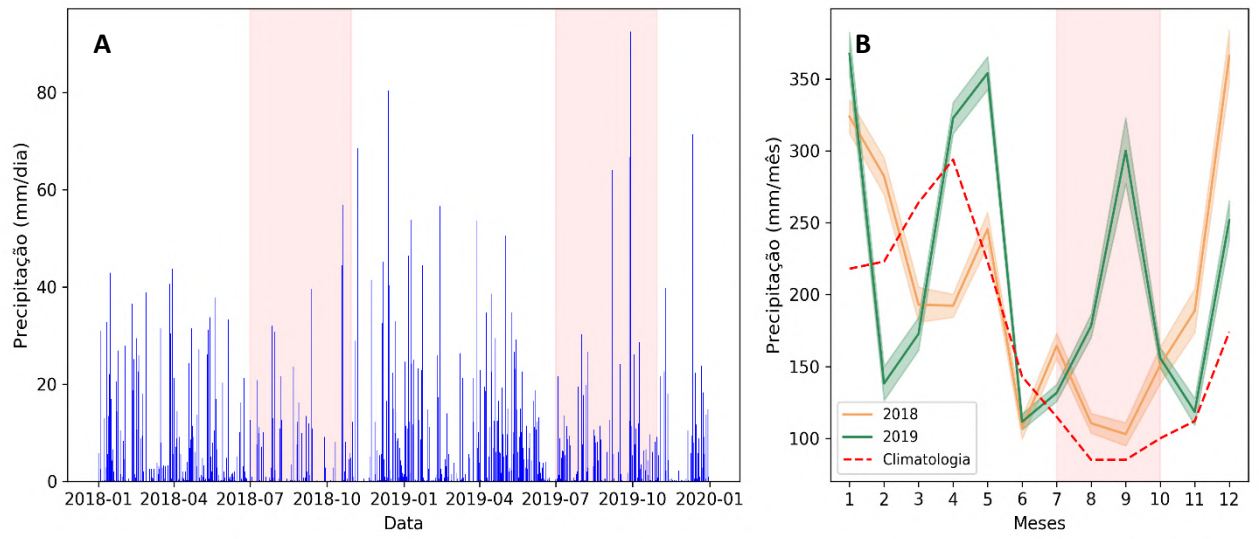 A
Precipitação (mm/dia)
80
60
40
20
0
2018-01 2018-04 2018-07 2018-10 2019-01 2019-04 2019-07 2019-10 2020-01
Data
B
Precipitação (mm/mês)
350
300
250
200
150
100
2018
2019
Climatologia
1 2 3 4 5 6 7 8 9 10 11 12
Meses